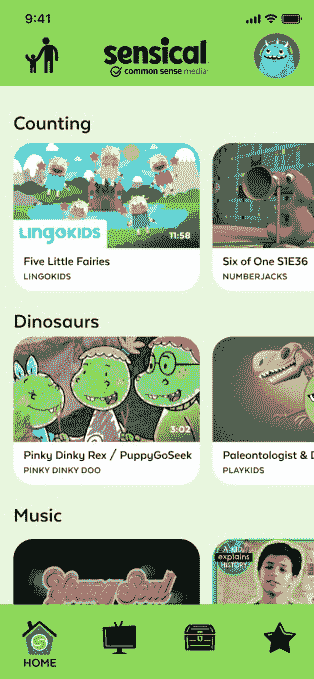 9:41
sensical
common sense media
Counting
LINGOKIDS
11:58
Five Little Fairies
LINGOKIDS
Six of One S1E36
NUMBERJACKS
Dinosaurs
3:02
Pinky Dinky Rex / PuppyGoSeek
PINKY DINKY DOO
Paleontologist & D
PLAYKIDS
Music
A KID
explains
HISTORY
HOME